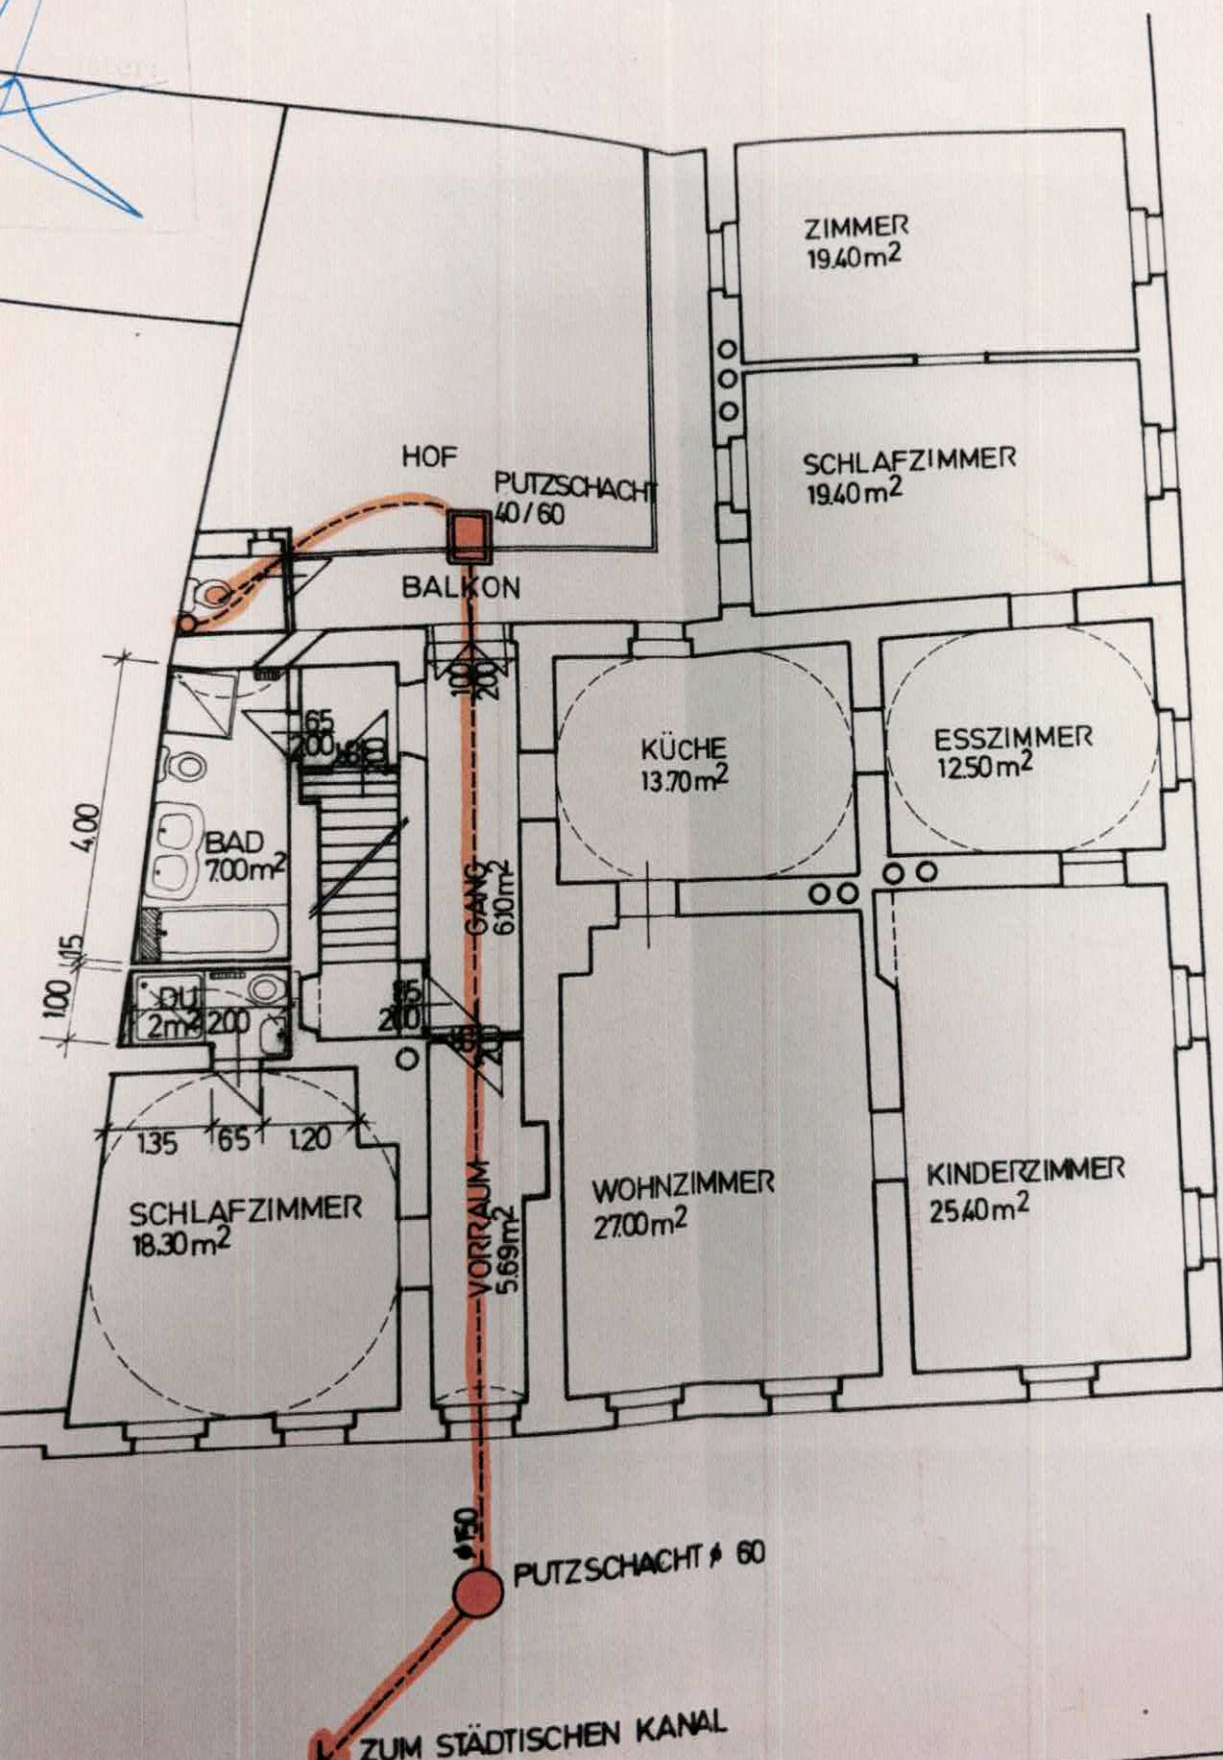 ZIMMER
19.40m²
HOF
PUTZSCHACHT
40/60
SCHLAFZIMMER
19.40m²
BALKON
100
200
65
200
80
KÜCHE
13.70m²
ESSZIMMER
12.50m²
4.00
BAD
7.00m²
GANG
6.10m²
15
1.00
DU
2m²
200
85
200
135
65
1.20
SCHLAFZIMMER
18.30m²
VORRAUM
5.69m²
WOHNZIMMER
27.00m²
KINDERZIMMER
25.40m²
ø150
PUTZSCHACHT ø 60
ZUM STÄDTISCHEN KANAL